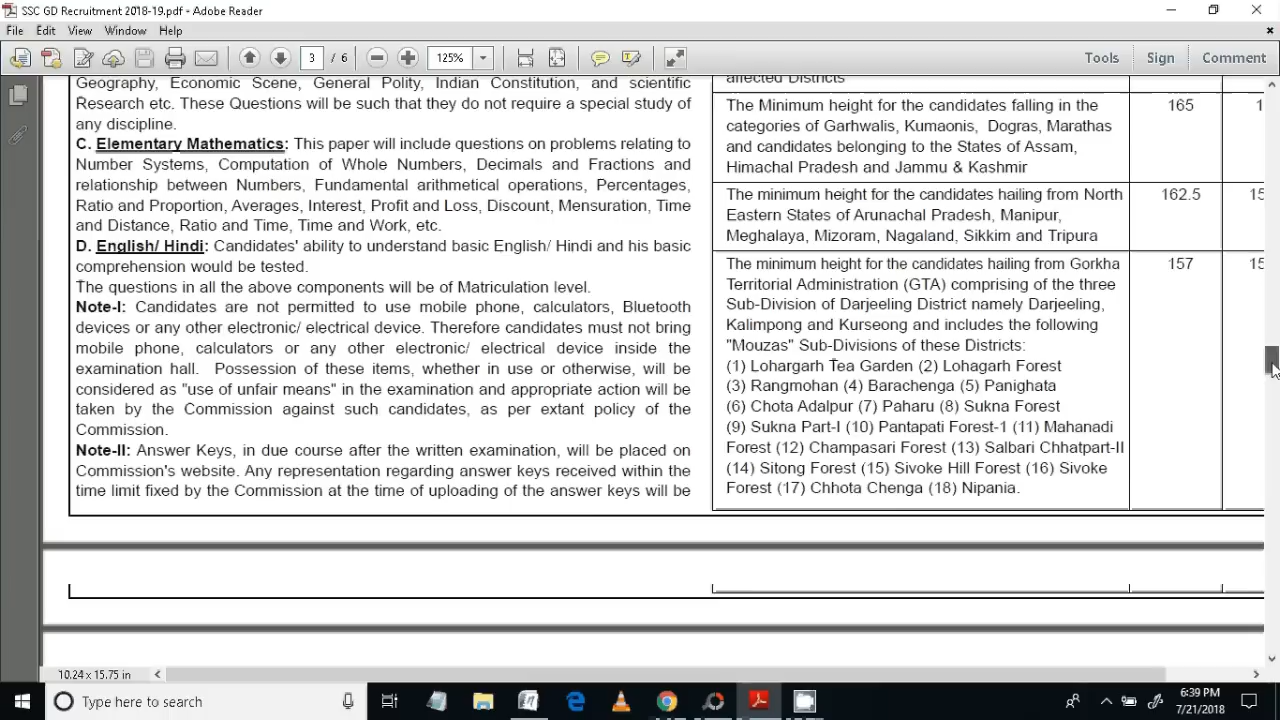 SSC GD Recruitment 2018-19.pdf - Adobe Reader
File Edit View Window Help
3 / 6 125% Tools Sign Comment
Geography, Economic Scene, General Polity, Indian Constitution, and scientific
Research etc. These Questions will be such that they do not require a special study of
any discipline.
C. Elementary Mathematics: This paper will include questions on problems relating to
Number Systems, Computation of Whole Numbers, Decimals and Fractions and
relationship between Numbers, Fundamental arithmetical operations, Percentages,
Ratio and Proportion, Averages, Interest, Profit and Loss, Discount, Mensuration, Time
and Distance, Ratio and Time, Time and Work, etc.
D. English/ Hindi: Candidates' ability to understand basic English/ Hindi and his basic
comprehension would be tested.
The questions in all the above components will be of Matriculation level.
Note-I: Candidates are not permitted to use mobile phone, calculators, Bluetooth
devices or any other electronic/ electrical device. Therefore candidates must not bring
mobile phone, calculators or any other electronic/ electrical device inside the
examination hall. Possession of these items, whether in use or otherwise, will be
considered as "use of unfair means" in the examination and appropriate action will be
taken by the Commission against such candidates, as per extant policy of the
Commission.
Note-II: Answer Keys, in due course after the written examination, will be placed on
Commission's website. Any representation regarding answer keys received within the
time limit fixed by the Commission at the time of uploading of the answer keys will be
affected Districts
The Minimum height for the candidates falling in the
categories of Garhwalis, Kumaonis, Dogras, Marathas
and candidates belonging to the States of Assam,
Himachal Pradesh and Jammu & Kashmir
165
The minimum height for the candidates hailing from North
Eastern States of Arunachal Pradesh, Manipur,
Meghalaya, Mizoram, Nagaland, Sikkim and Tripura
162.5
The minimum height for the candidates hailing from Gorkha
Territorial Administration (GTA) comprising of the three
Sub-Division of Darjeeling District namely Darjeeling,
Kalimpong and Kurseong and includes the following
"Mouzas" Sub-Divisions of these Districts:
(1) Lohargarh Tea Garden (2) Lohagarh Forest
(3) Rangmohan (4) Barachenga (5) Panighata
(6) Chota Adalpur (7) Paharu (8) Sukna Forest
(9) Sukna Part-I (10) Pantapati Forest-1 (11) Mahanadi
Forest (12) Champasari Forest (13) Salbari Chhatpart-II
(14) Sitong Forest (15) Sivoke Hill Forest (16) Sivoke
Forest (17) Chhota Chenga (18) Nipania.
157
10.24 x 15.75 in
Type here to search
6:39 PM
7/21/2018